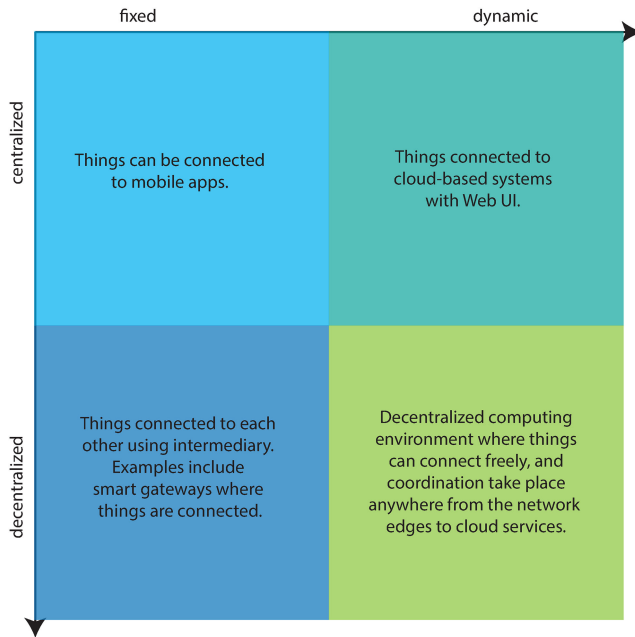 fixed
dynamic
centralized
Things can be connected
to mobile apps.
Things connected to
cloud-based systems
with Web UI.
decentralized
Things connected to each
other using intermediary.
Examples include
smart gateways where
things are connected.
Decentralized computing
environment where things
can connect freely, and
coordination take place
anywhere from the network
edges to cloud services.